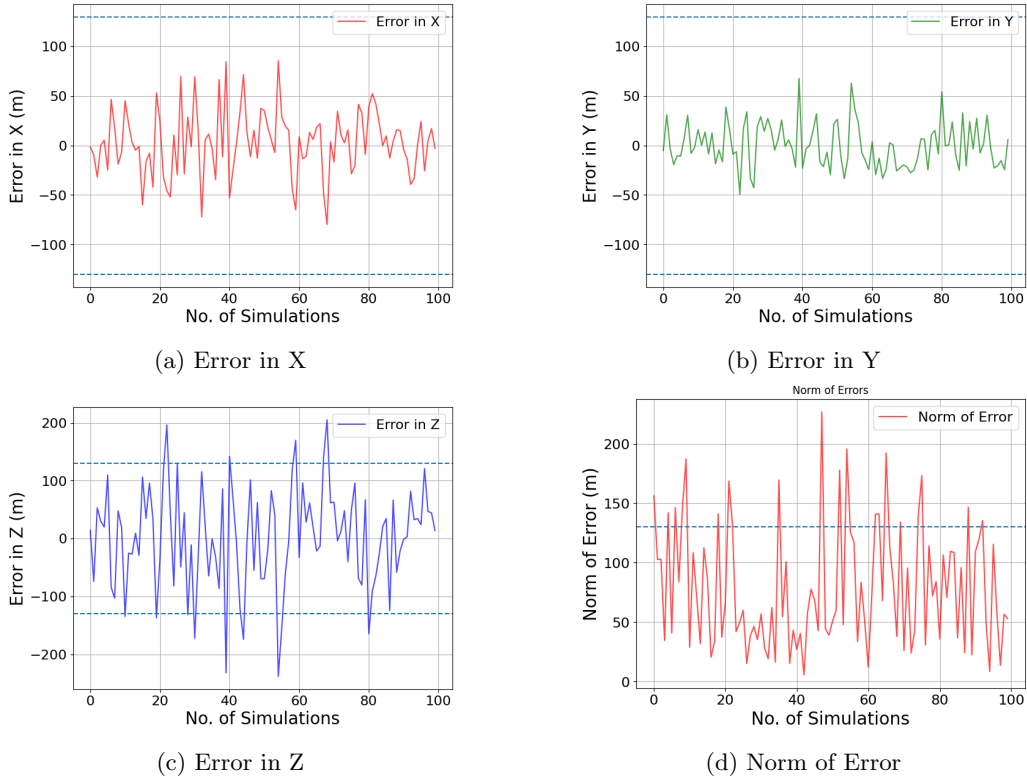 Error in X
Error in X (m)
100
50
0
−50
−100
0 20 40 60 80 100
No. of Simulations
(a) Error in X
Error in Y
Error in Y (m)
100
50
0
−50
−100
0 20 40 60 80 100
No. of Simulations
(b) Error in Y
Error in Z
Error in Z (m)
200
100
0
−100
−200
0 20 40 60 80 100
No. of Simulations
(c) Error in Z
Norm of Errors
Norm of Error
Norm of Error (m)
200
150
100
50
0
0 20 40 60 80 100
No. of Simulations
(d) Norm of Error